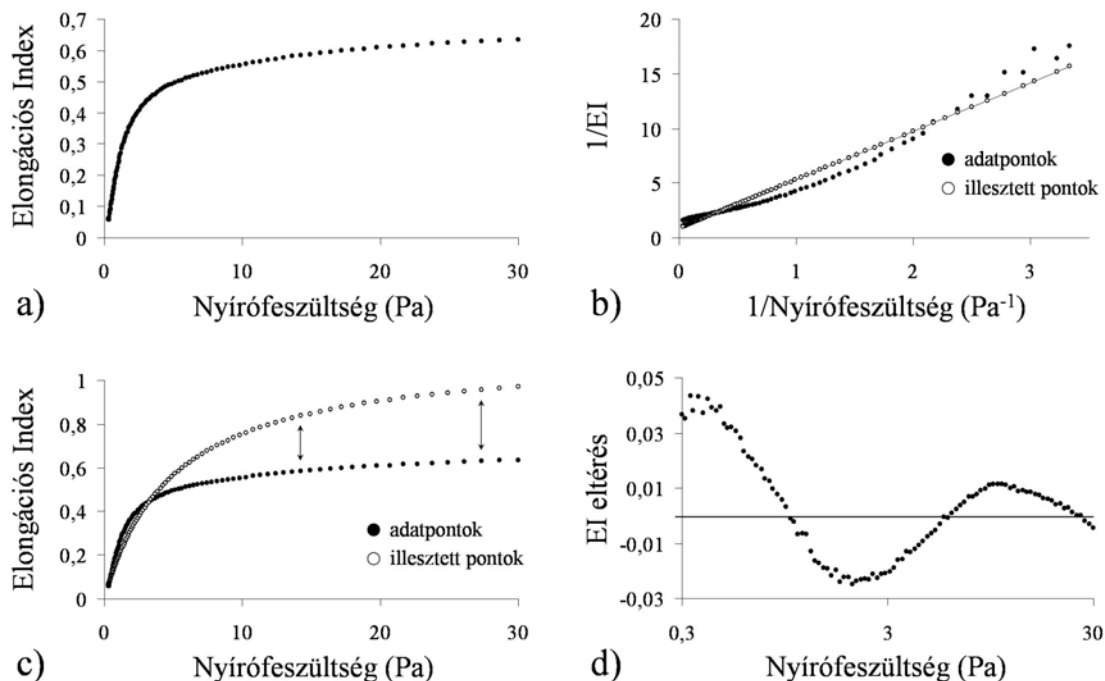 0,7
0,6
0,5
0,4
0,3
0,2
0,1
0
Elongációs Index
0 10 20 30
Nyírófeszültség (Pa)
a)
20
15
10
5
0
1/EI
adatpontok
illesztett pontok
0 1 2 3
1/Nyírófeszültség (Pa⁻¹)
b)
1
0,8
0,6
0,4
0,2
0
Elongációs Index
adatpontok
illesztett pontok
0 10 20 30
Nyírófeszültség (Pa)
c)
0,05
0,03
0,01
-0,01
-0,03
EI eltérés
0,3 3 30
Nyírófeszültség (Pa)
d)